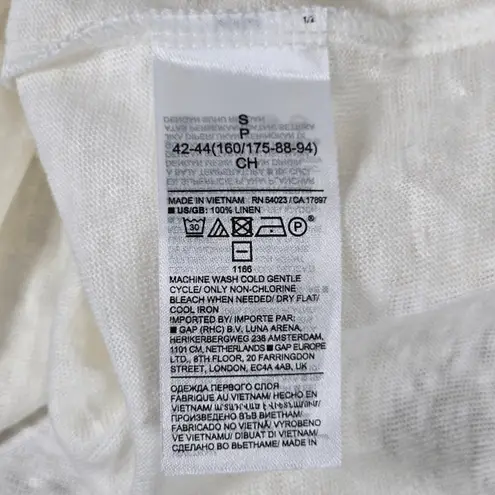 1/2
S
P
42-44(160/175-88-94)
CH
MADE IN VIETNAM RN 54023 / CA 17897
■ US/GB: 100% LINEN
30 P®
1166
MACHINE WASH COLD GENTLE
CYCLE/ ONLY NON-CHLORINE
BLEACH WHEN NEEDED/ DRY FLAT/
COOL IRON
IMPORTED BY/ IMPORTE PAR:
■ GAP (RHC) B.V, LUNA ARENA,
HERIKERBERGWEG 238 AMSTERDAM,
1101 CM, NETHERLANDS ■ GAP EUROPE
LTD., 8TH FLOOR, 20 FARRINGDON
STREET, LONDON, EC4A 4AB, UK
ОДЕЖДА ПЕРВОГО СЛОЯ
FABRIQUE AU VIETNAM/ HECHO EN
VIETNAM/
ПРОИЗВЕДЕНО ВЪВ ВИЕТНАМ/
FABRICADO NO VIETNÃ/ VYROBENO
VE VIETNAMU/ DIBUAT DI VIETNAM/
СДЕЛАНО ВО ВЬЕТНАМЕ/ MADE IN